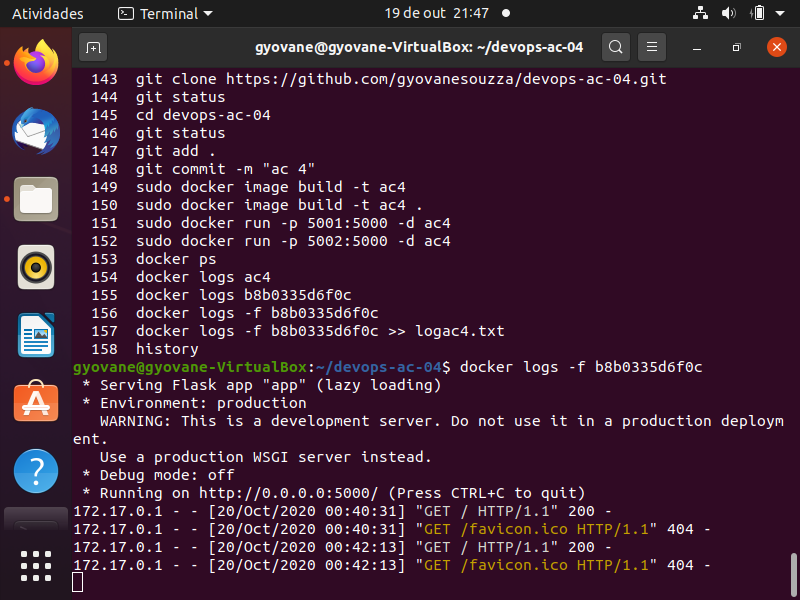 Atividades
Terminal
19 de out 21:47
gyovane@gyovane-VirtualBox: ~/devops-ac-04
143 git clone https://github.com/gyovanesouzza/devops-ac-04.git
144 git status
145 cd devops-ac-04
146 git status
147 git add .
148 git commit -m "ac 4"
149 sudo docker image build -t ac4
150 sudo docker image build -t ac4 .
151 sudo docker run -p 5001:5000 -d ac4
152 sudo docker run -p 5002:5000 -d ac4
153 docker ps
154 docker logs ac4
155 docker logs b8b0335d6f0c
156 docker logs -f b8b0335d6f0c
157 docker logs -f b8b0335d6f0c >> logac4.txt
158 history
gyovane@gyovane-VirtualBox:~/devops-ac-04$ docker logs -f b8b0335d6f0c
* Serving Flask app "app" (lazy loading)
* Environment: production
WARNING: This is a development server. Do not use it in a production deploym
ent.
Use a production WSGI server instead.
* Debug mode: off
* Running on http://0.0.0.0:5000/ (Press CTRL+C to quit)
172.17.0.1 - - [20/Oct/2020 00:40:31] "GET / HTTP/1.1" 200 -
172.17.0.1 - - [20/Oct/2020 00:40:31] "GET /favicon.ico HTTP/1.1" 404 -
172.17.0.1 - - [20/Oct/2020 00:42:13] "GET / HTTP/1.1" 200 -
172.17.0.1 - - [20/Oct/2020 00:42:13] "GET /favicon.ico HTTP/1.1" 404 -